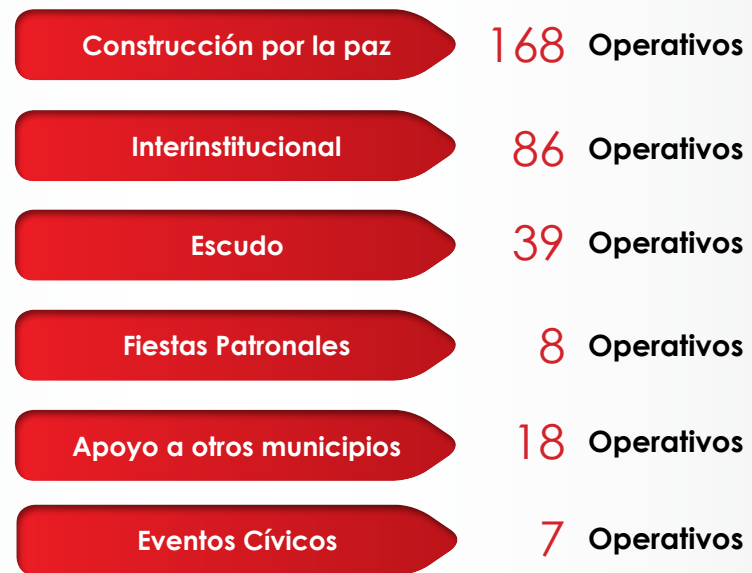 Construcción por la paz 168 Operativos
Interinstitucional 86 Operativos
Escudo 39 Operativos
Fiestas Patronales 8 Operativos
Apoyo a otros municipios 18 Operativos
Eventos Cívicos 7 Operativos